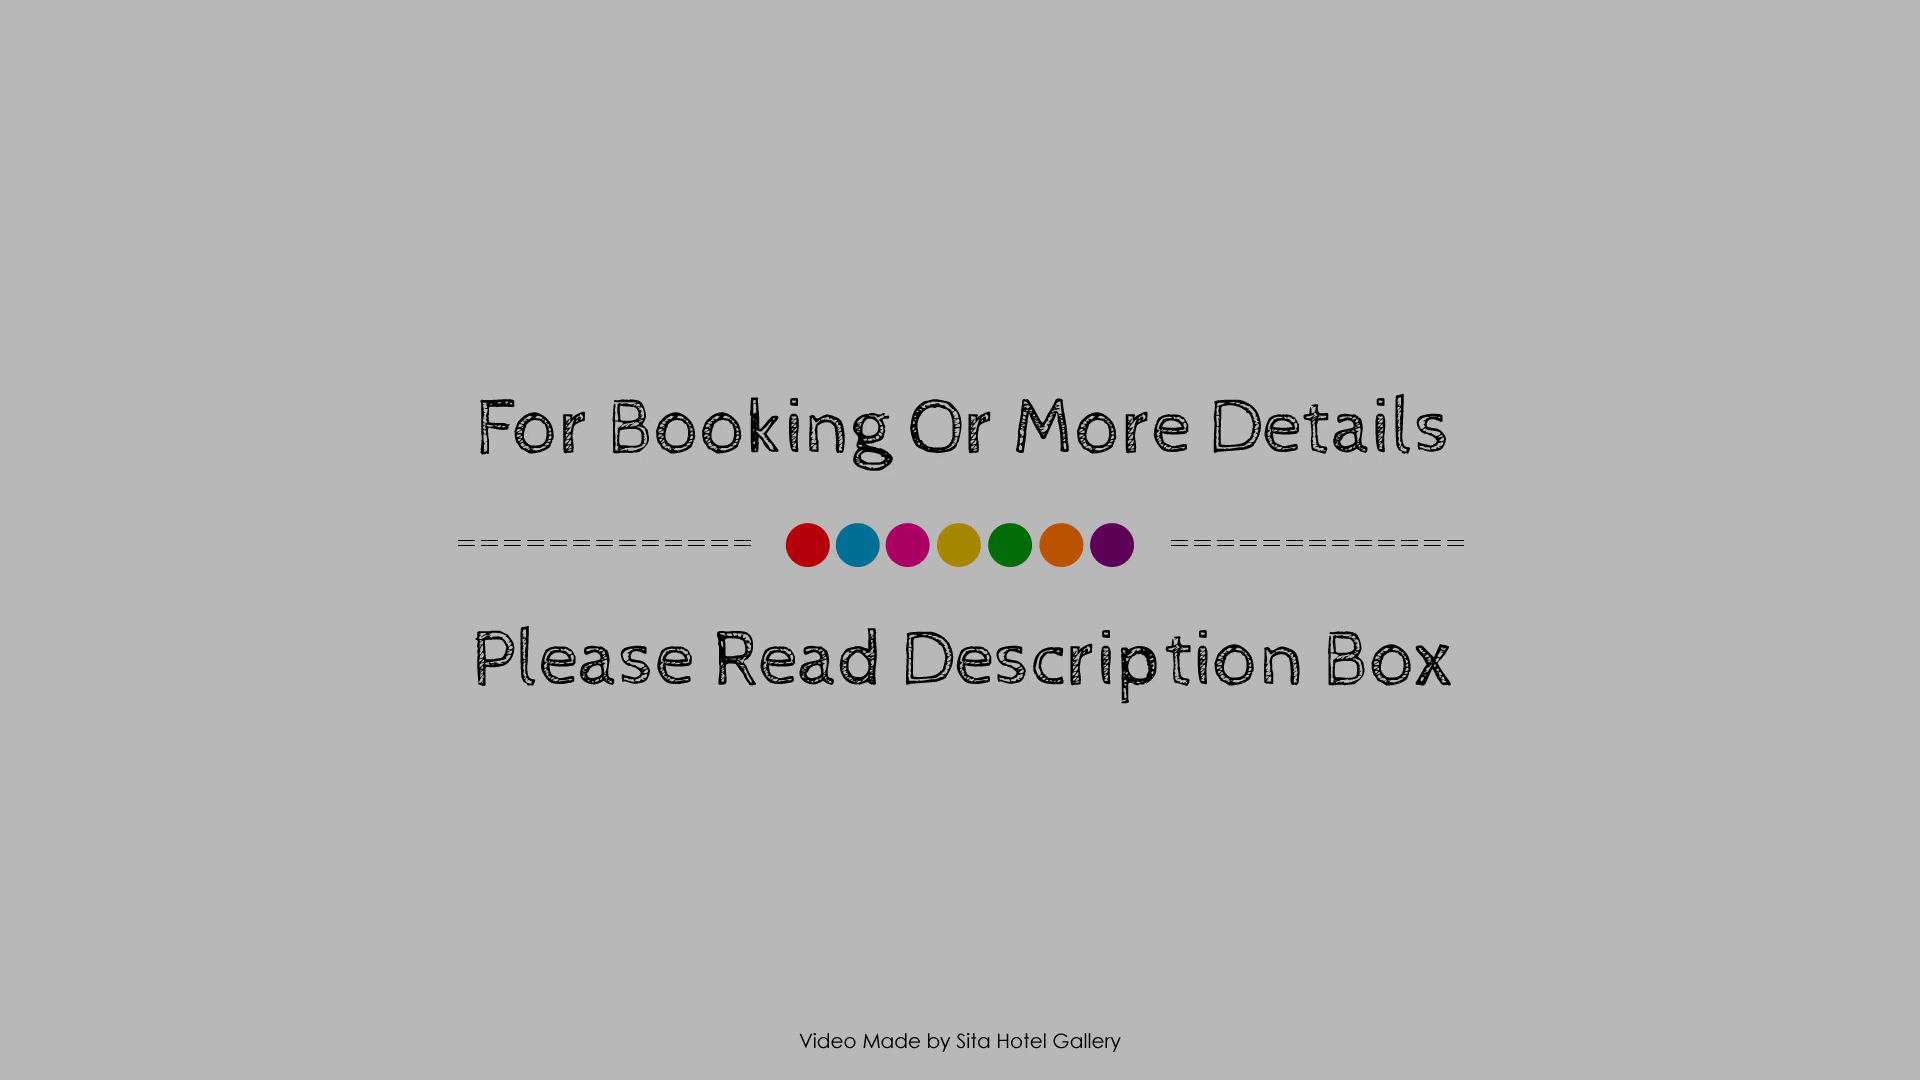 For Booking Or More Details
============= =============
Please Read Description Box
Video Made by Sita Hotel Gallery